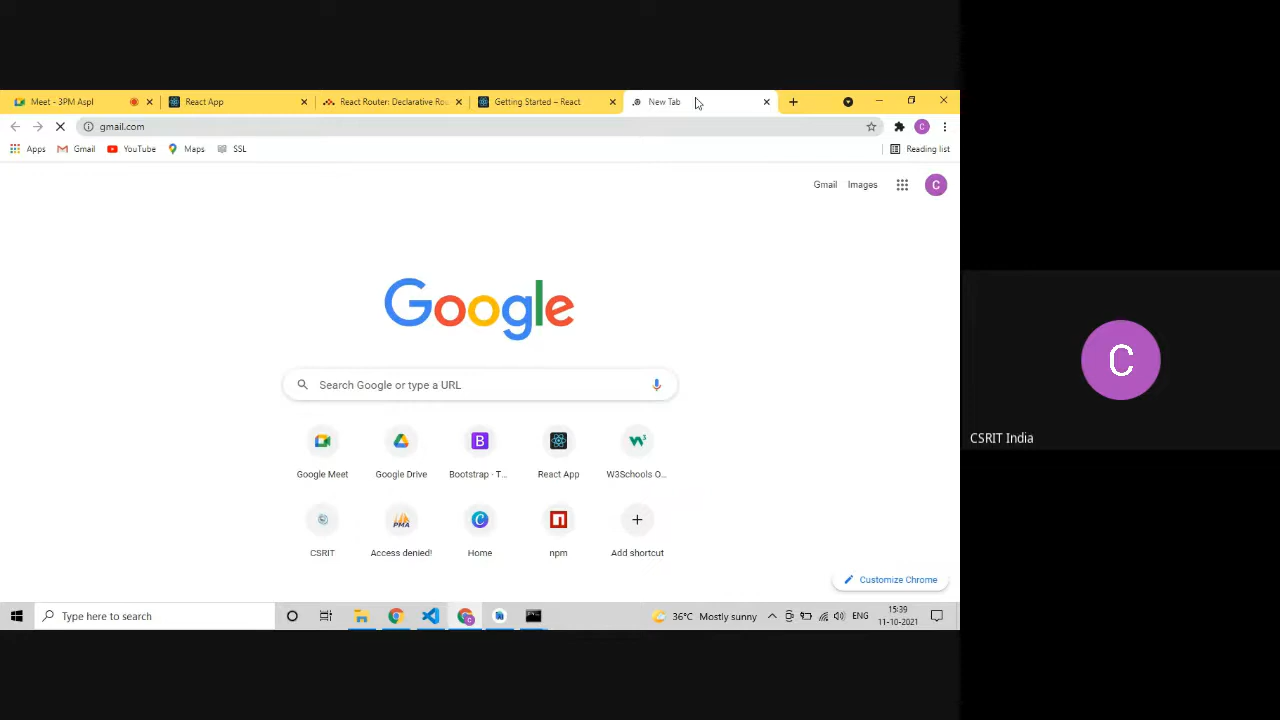 Meet - 3PM Aspl
React App
React Router: Declarative Rou
Getting Started – React
New Tab
gmail.com
Apps
Gmail
YouTube
Maps
SSL
Reading list
Gmail
Images
C
Google
Search Google or type a URL
Google Meet
Google Drive
B
Bootstrap · T...
React App
W3Schools O...
CSRIT
PMA
Access denied!
C
Home
npm
Add shortcut
Customize Chrome
C
CSRIT India
Type here to search
36°C Mostly sunny
ENG
15:39
11-10-2021